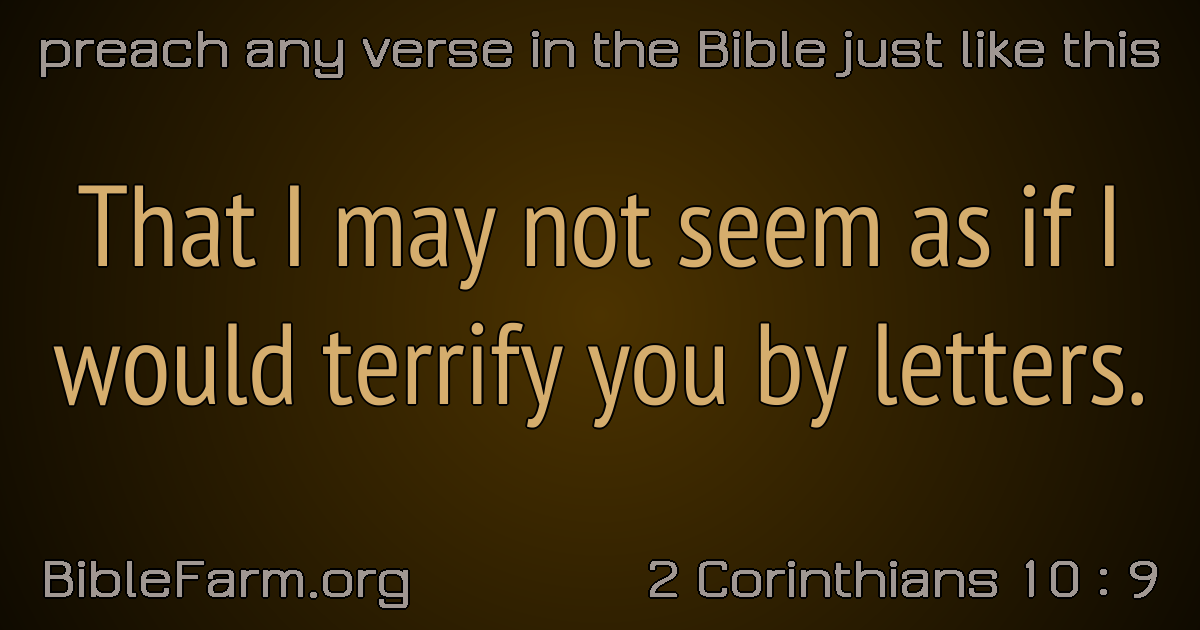 preach any verse in the Bible just like this
That I may not seem as if I
would terrify you by letters.
BibleFarm.org
2 Corinthians 10 : 9